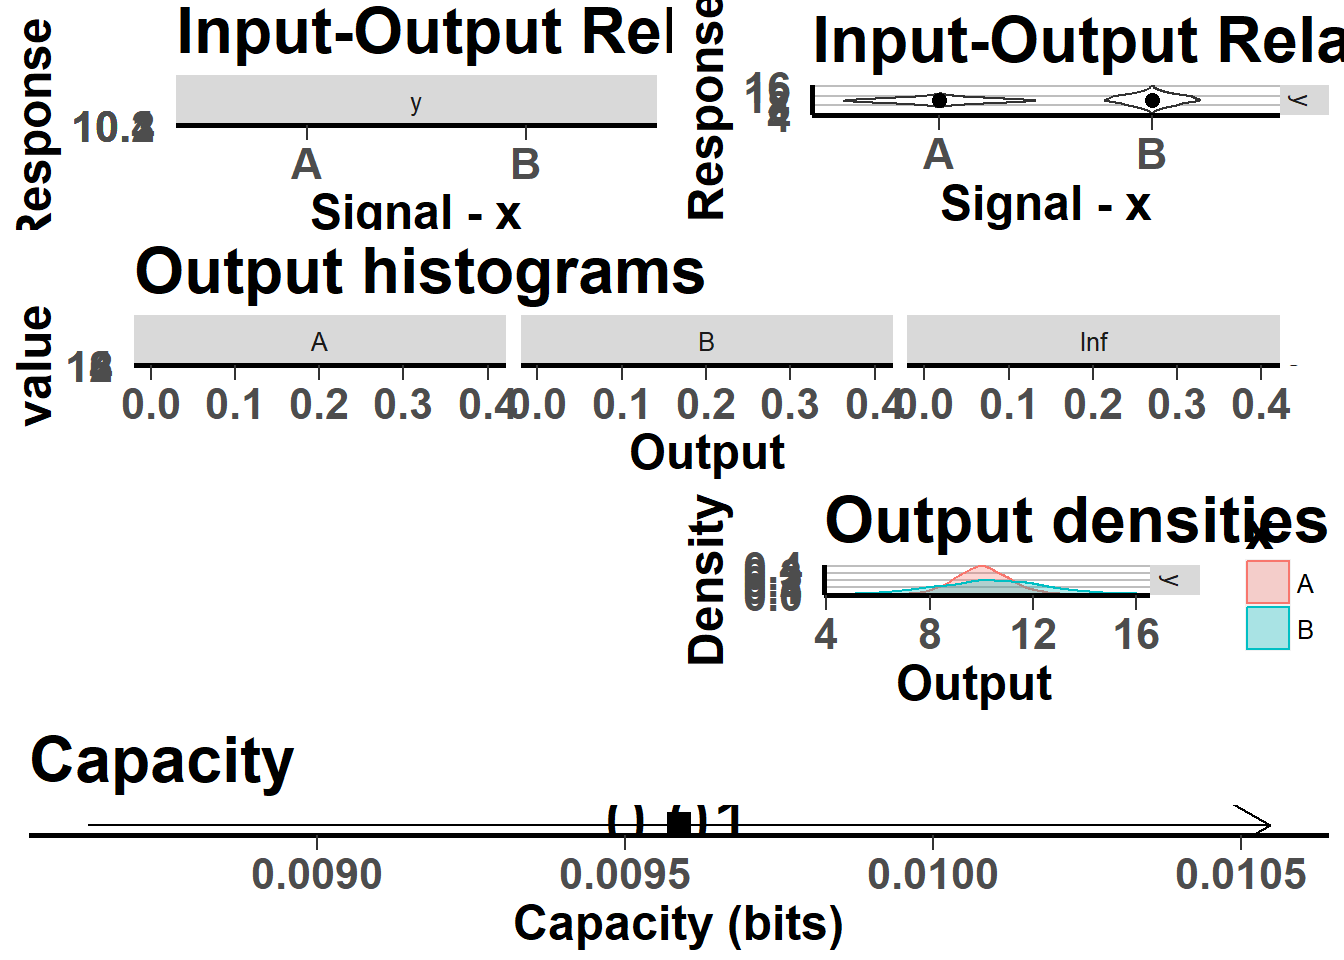 Input-Output Rel
Response
y
A B
Signal - x
Input-Output Rela
Response
16
y
A B
Signal - x
Output histograms
value
A B Inf
0.0 0.1 0.2 0.3 0.4 0.0 0.1 0.2 0.3 0.4 0.0 0.1 0.2 0.3 0.4
Output
Output densities
Density
y
x
A
B
4 8 12 16
Output
Capacity
0.0090 0.0095 0.0100 0.0105
Capacity (bits)